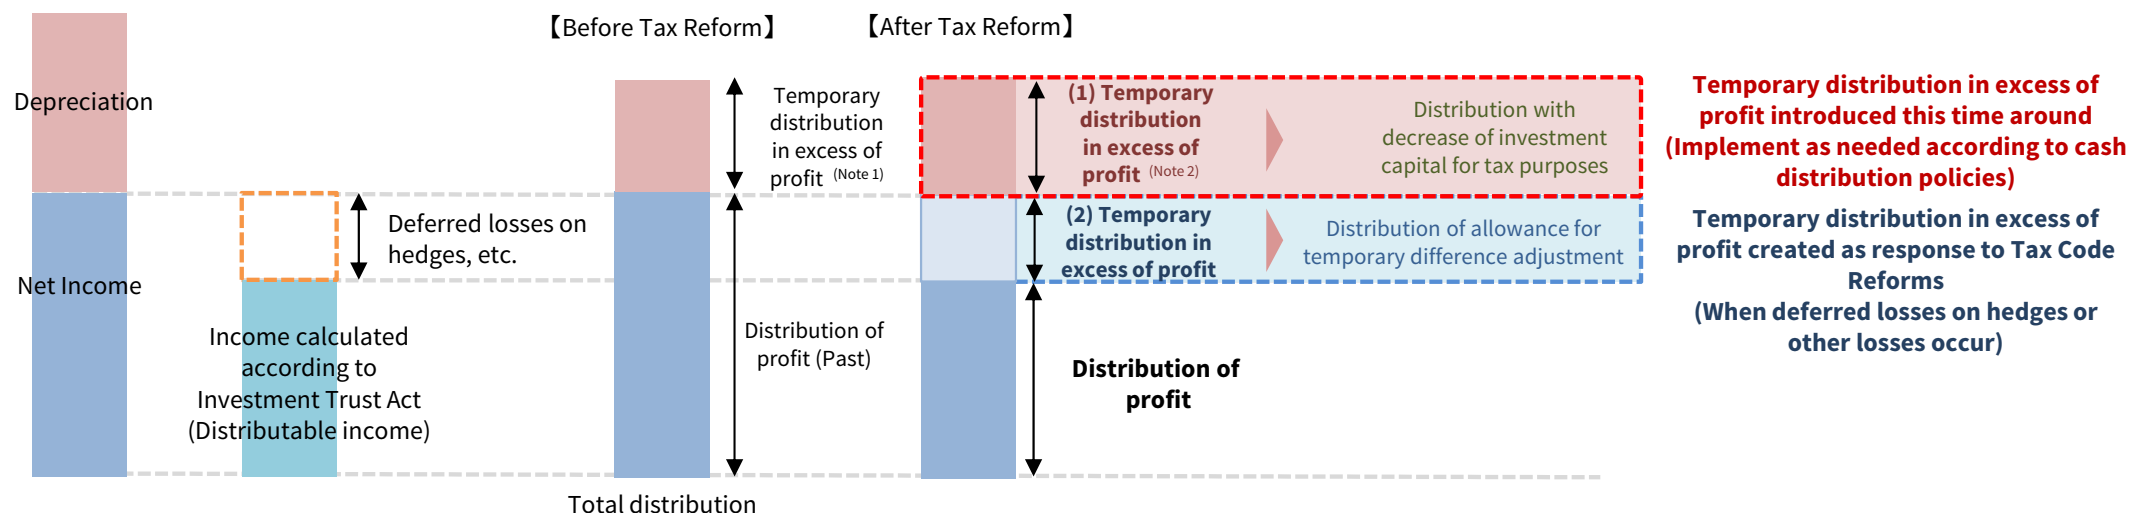 【Before Tax Reform】
【After Tax Reform】
Depreciation
Net Income
Deferred losses on
hedges, etc.
Income calculated
according to
Investment Trust Act
(Distributable income)
Temporary
distribution
in excess of
profit (Note 1)
Distribution of
profit (Past)
Total distribution
(1) Temporary
distribution
in excess of
profit (Note 2)
Distribution with
decrease of investment
capital for tax purposes
(2) Temporary
distribution in
excess of profit
Distribution of allowance for
temporary difference adjustment
Distribution of
profit
Temporary distribution in excess of
profit introduced this time around
(Implement as needed according to cash
distribution policies)
Temporary distribution in excess of
profit created as response to Tax Code
Reforms
(When deferred losses on hedges or
other losses occur)